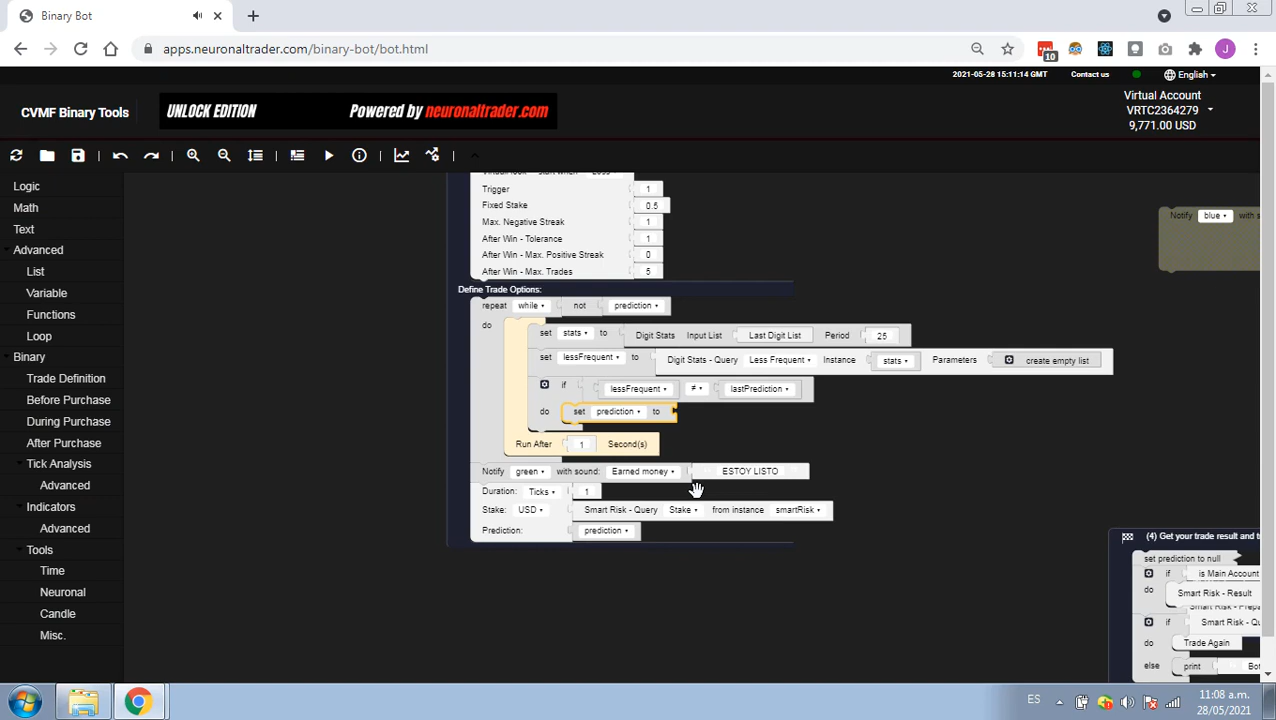 Binary Bot
apps.neuronaltrader.com/binary-bot/bot.html
10
J
2021-05-28 15:11:14 GMT
Contact us
English
CVMF Binary Tools
UNLOCK EDITION
Powered by neuronaltrader.com
Virtual Account
VRTC2364279
9,771.00 USD
Logic
Math
Text
Advanced
List
Variable
Functions
Loop
Binary
Trade Definition
Before Purchase
During Purchase
After Purchase
Tick Analysis
Advanced
Indicators
Advanced
Tools
Time
Neuronal
Candle
Misc.
Trigger 1
Fixed Stake 0.5
Max. Negative Streak 1
After Win - Tolerance 1
After Win - Max. Positive Streak 0
After Win - Max. Trades 5
Define Trade Options:
repeat while not prediction
do
set stats to Digit Stats Input List Last Digit List Period 25
set lessFrequent to Digit Stats - Query Less Frequent Instance stats Parameters create empty list
if lessFrequent ≠ lastPrediction
do set prediction to
Run After 1 Second(s)
Notify green with sound: Earned money ESTOY LISTO
Duration: Ticks 1
Stake: USD Smart Risk - Query Stake from instance smartRisk
Prediction: prediction
Notify blue with s
(4) Get your trade result and tr
set prediction to null
if is Main Account
do Smart Risk - Result
Smart Risk - Prepa
if Smart Risk - Qu
do Trade Again
else print Bot
ES
11:08 a.m.
28/05/2021